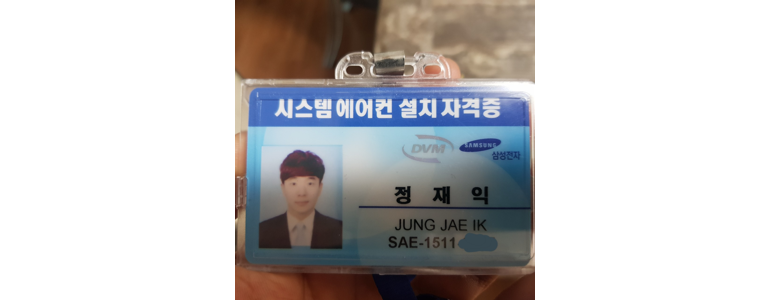 시스템 에어컨 설치 자격증
DVM SAMSUNG
삼성전자
정 재 익
JUNG JAE IK
SAE-1511